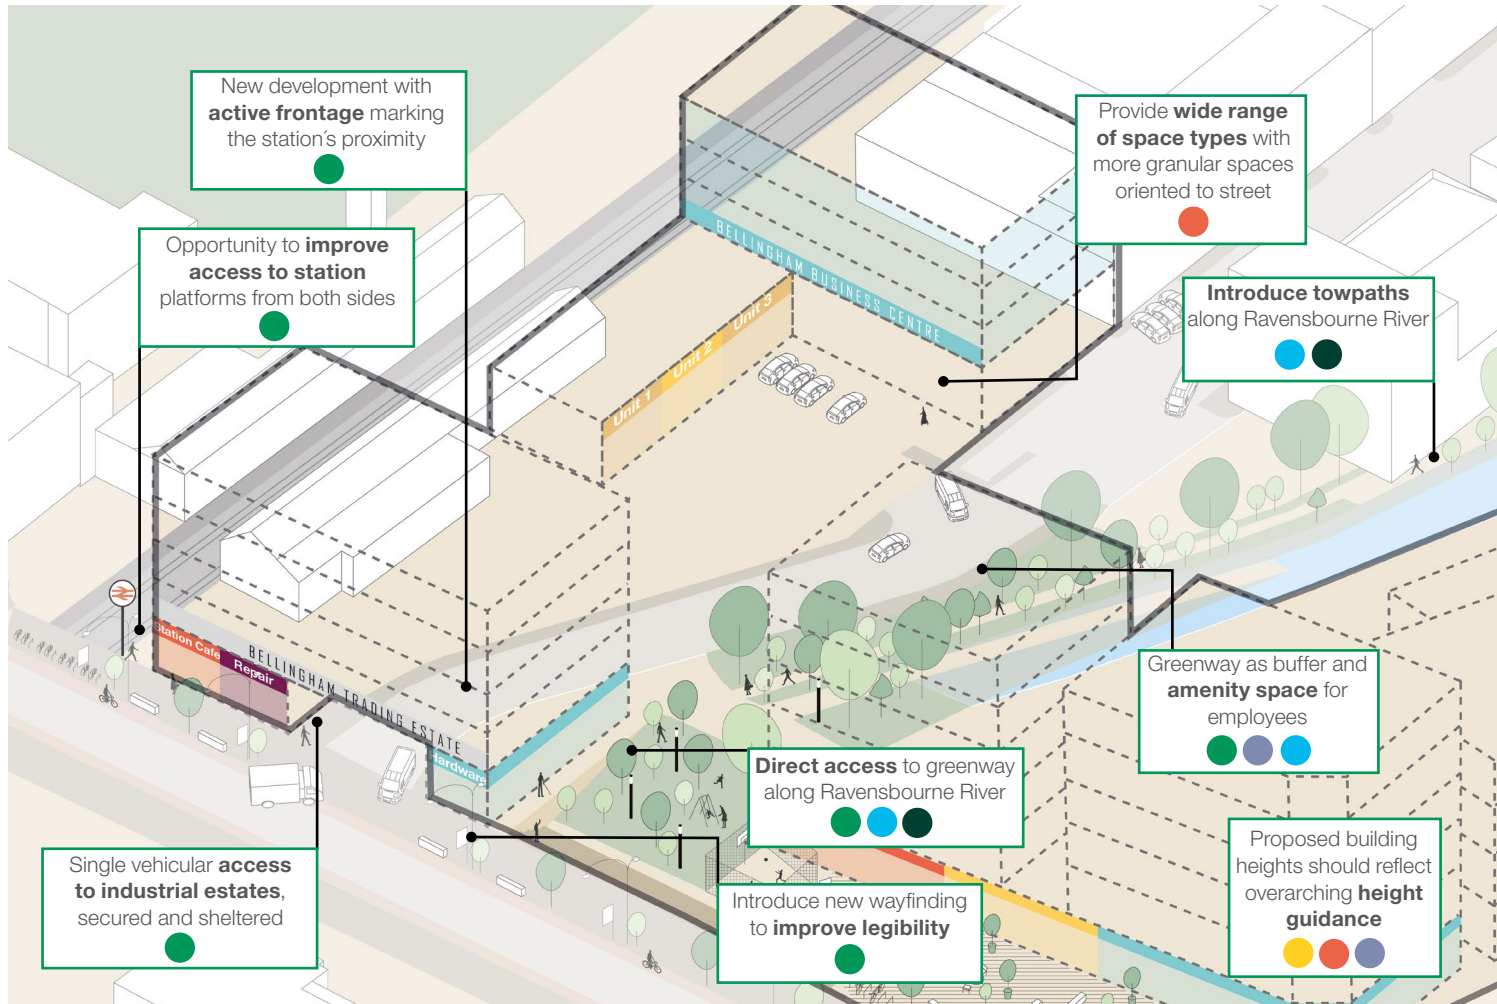 New development with
active frontage marking
the station´s proximity
Opportunity to improve
access to station
platforms from both sides
Provide wide range
of space types with
more granular spaces
oriented to street
Introduce towpaths
along Ravensbourne River
BELLINGHAM BUSINESS CENTRE
Unit 1
Unit 2
Unit 3
Station Cafe
Repair
BELLINGHAM TRADING ESTATE
Hardware
Greenway as buffer and
amenity space for
employees
Direct access to greenway
along Ravensbourne River
Single vehicular access
to industrial estates,
secured and sheltered
Introduce new wayfinding
to improve legibility
Proposed building
heights should reflect
overarching height
guidance